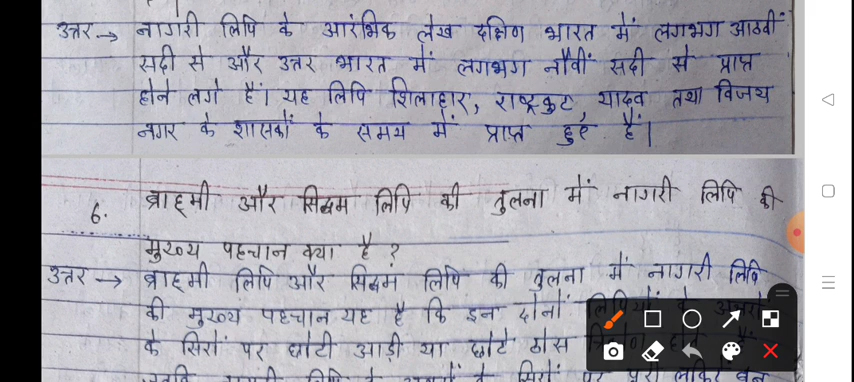 उत्तर → नागरी लिपि के आरंभिक लेख दक्षिण भारत में लगभग आठवीं
सदी से और उत्तर भारत में लगभग नौवीं सदी से प्राप्त
होने लगे हैं। यह लिपि शिलाहार, राष्ट्रकुट यादव तथा विजय
नगर के शासकों के समय में प्राप्त हुए हैं।
6. ब्राह्मी और सिद्धम लिपि की तुलना में नागरी लिपि की
मुख्य पहचान क्या है?
उत्तर → ब्राह्मी लिपि और सिद्धमं लिपि की तुलना में नागरी लिपि
की मुख्य पहचान यह है कि इन दोनों लिपियों के अक्षरों
के सिरों पर छोटी आड़ी या छोटे ठोस